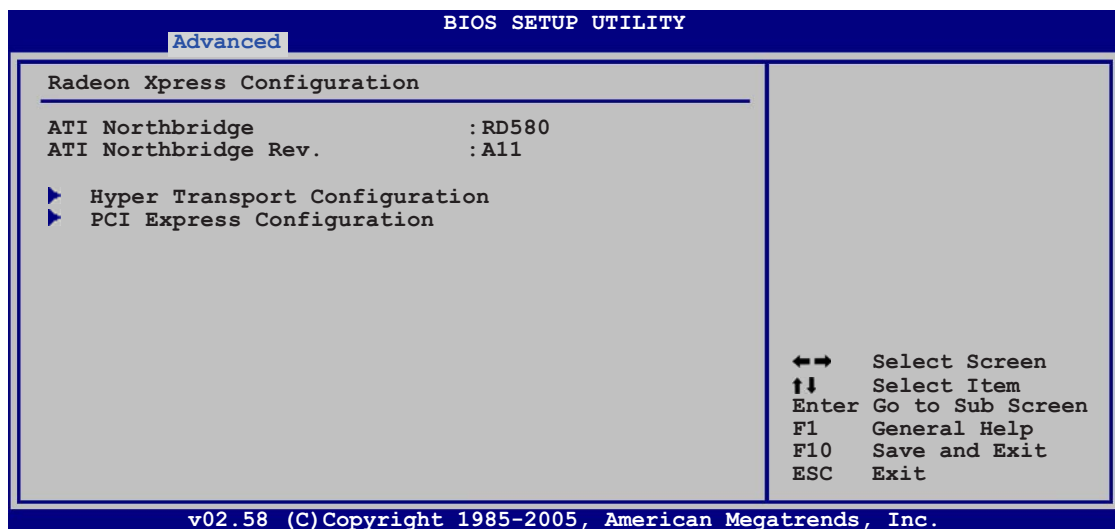 BIOS SETUP UTILITY
Advanced
Radeon Xpress Configuration
ATI Northbridge :RD580
ATI Northbridge Rev. :A11
Hyper Transport Configuration
PCI Express Configuration
←→ Select Screen
↑↓ Select Item
Enter Go to Sub Screen
F1 General Help
F10 Save and Exit
ESC Exit
v02.58 (C)Copyright 1985-2005, American Megatrends, Inc.